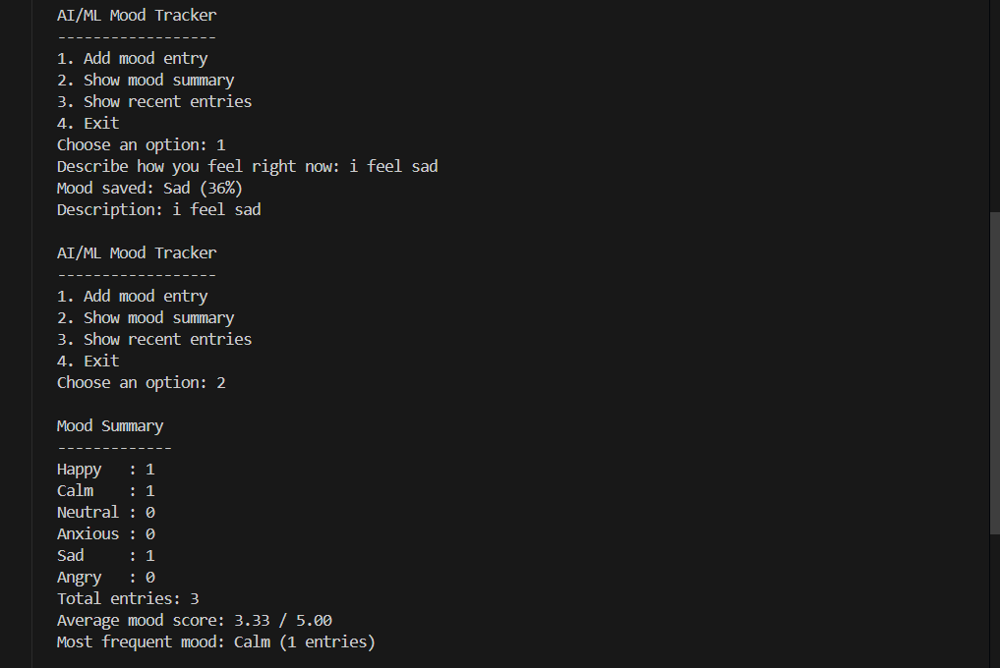 AI/ML Mood Tracker
------------------
1. Add mood entry
2. Show mood summary
3. Show recent entries
4. Exit
Choose an option: 1
Describe how you feel right now: i feel sad
Mood saved: Sad (36%)
Description: i feel sad
AI/ML Mood Tracker
------------------
1. Add mood entry
2. Show mood summary
3. Show recent entries
4. Exit
Choose an option: 2
Mood Summary
-------------
Happy   : 1
Calm    : 1
Neutral : 0
Anxious : 0
Sad     : 1
Angry   : 0
Total entries: 3
Average mood score: 3.33 / 5.00
Most frequent mood: Calm (1 entries)